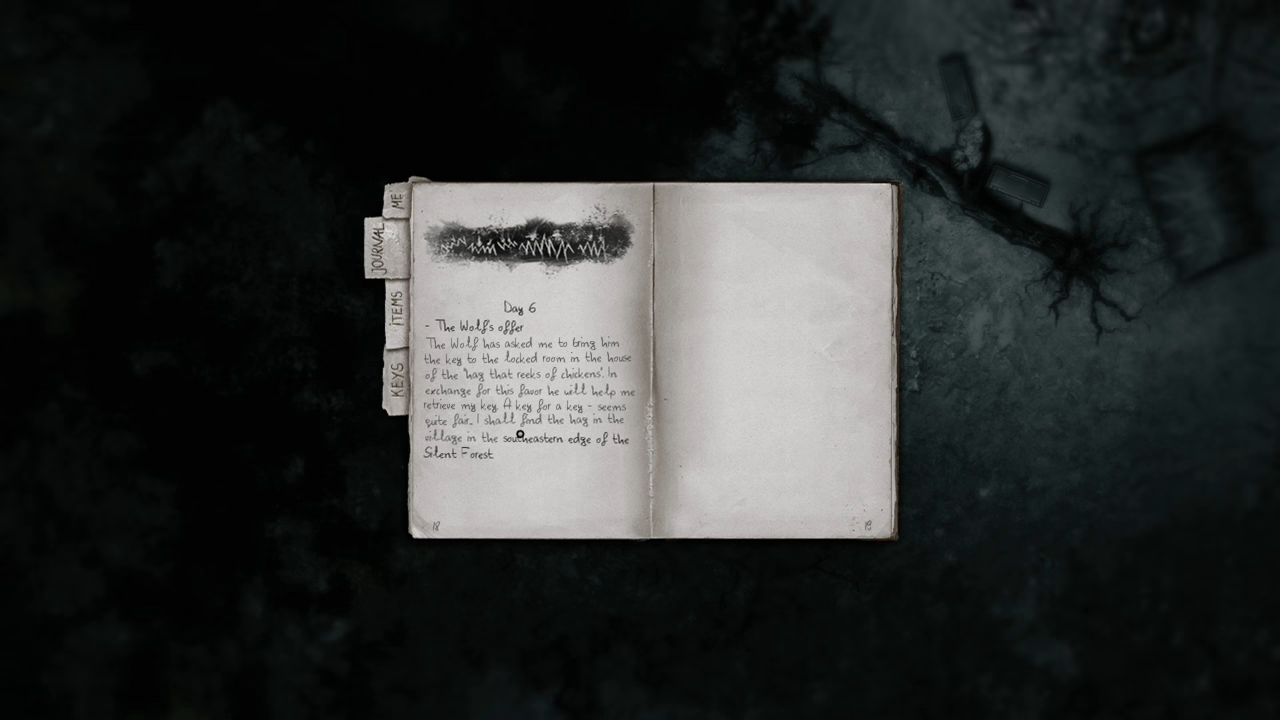 ME
JOURNAL
ITEMS
KEYS
Day 6
- The Wolf's offer
The Wolf has asked me to bring him
the key to the locked room in the house
of the 'hag that reeks of chickens'. In
exchange for this favor he will help me
retrieve my key. A key for a key - seems
quite fair. I shall find the hag in the
village in the southeastern edge of the
Silent Forest
18
19